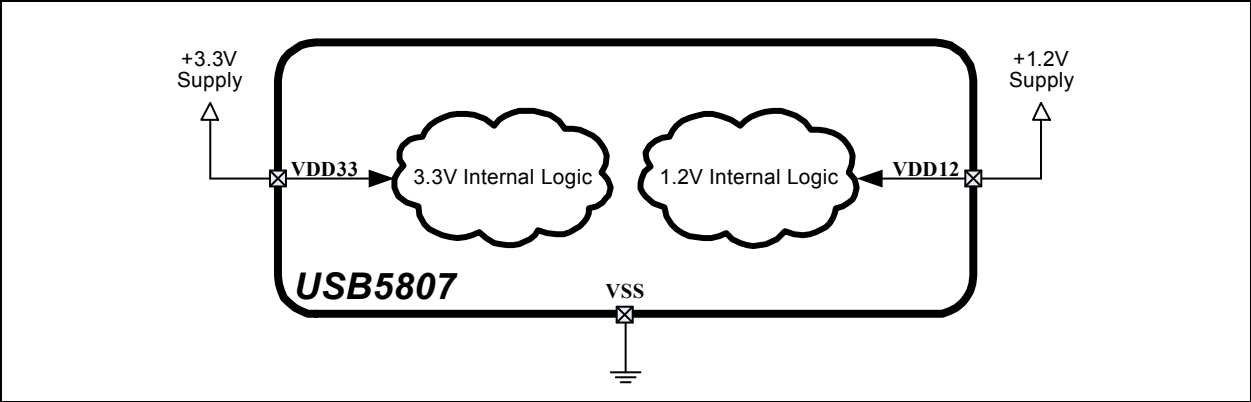 +3.3V
Supply
+1.2V
Supply
VDD33
3.3V Internal Logic
1.2V Internal Logic
VDD12
USB5807
VSS